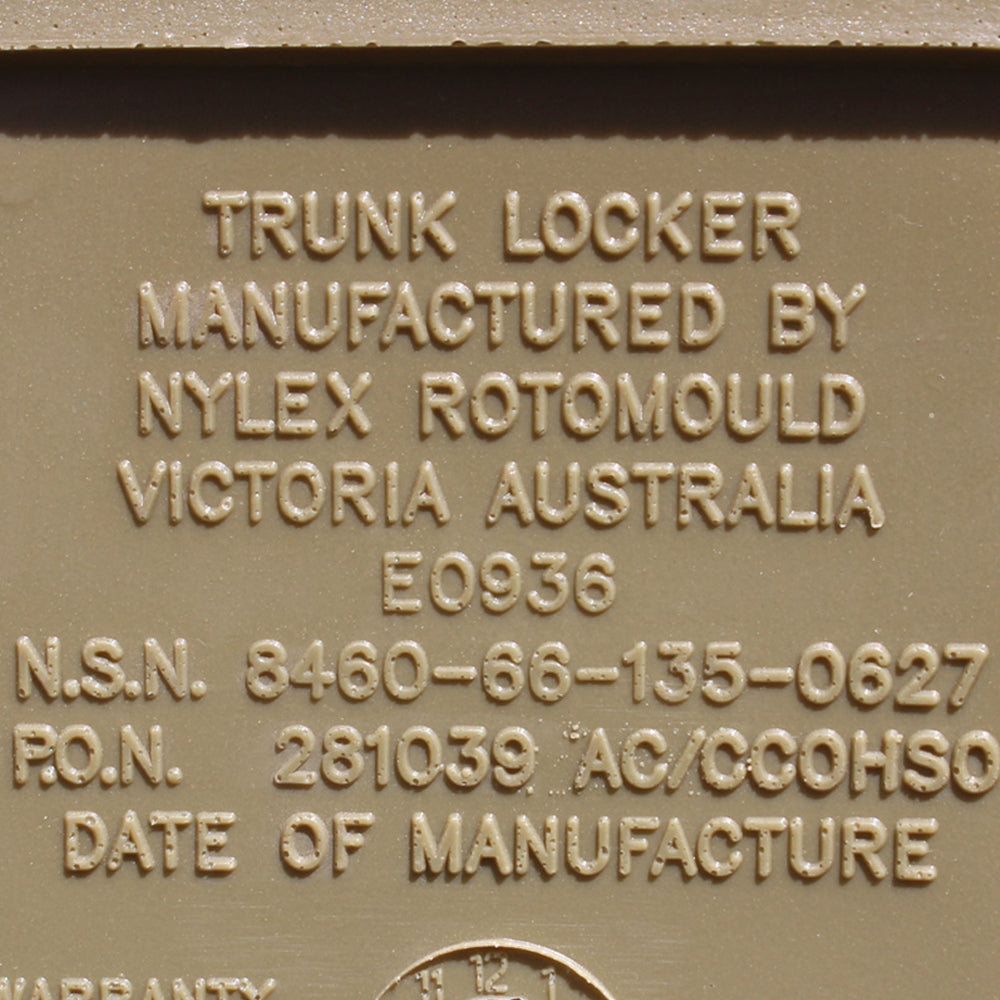 TRUNK LOCKER
MANUFACTURED BY
NYLEX ROTOMOULD
VICTORIA AUSTRALIA
E0936
N.S.N. 8460-66-135-0627
P.O.N. 281039 AC/CCOHSO
DATE OF MANUFACTURE
11 12 1
WARRANTY